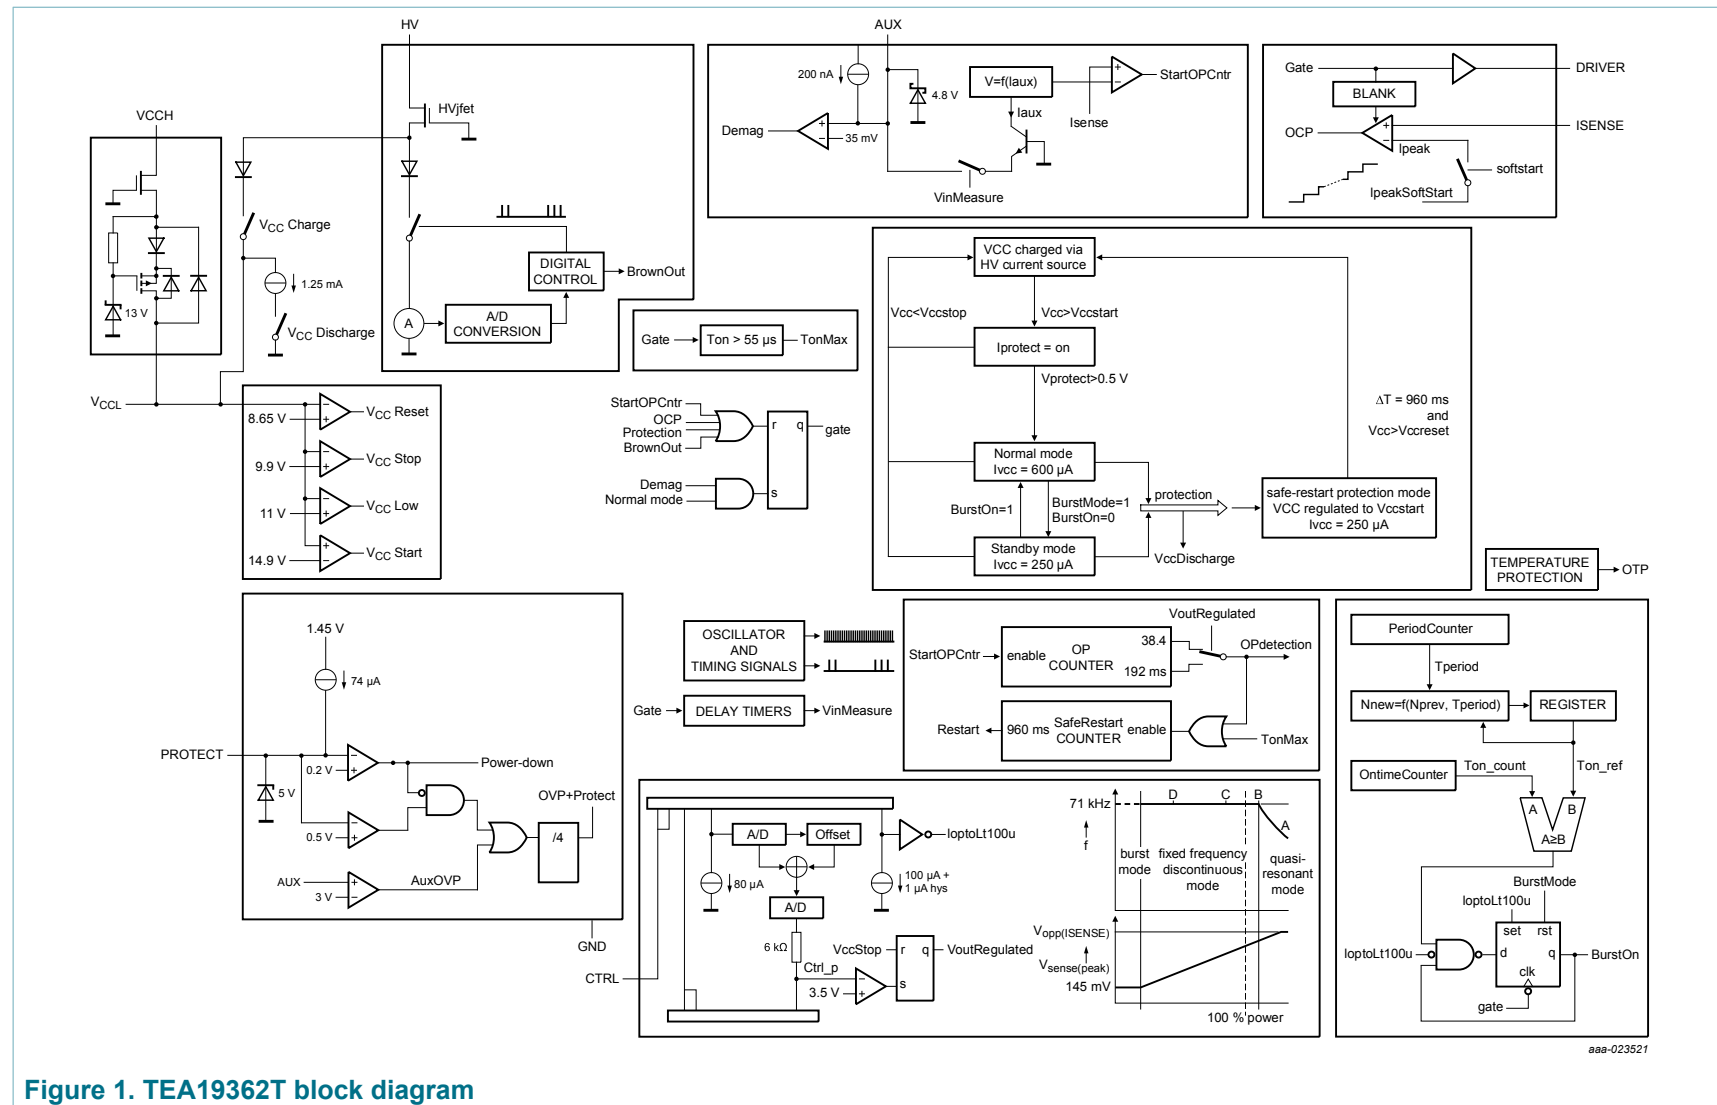 HV
HVjfet
DIGITAL
CONTROL
BrownOut
A
A/D
CONVERSION
VCCH
13 V
VCC Charge
1.25 mA
VCC Discharge
VCCL
8.65 V
VCC Reset
9.9 V
VCC Stop
11 V
VCC Low
14.9 V
VCC Start
AUX
200 nA
4.8 V
Demag
35 mV
V=f(Iaux)
Iaux
StartOPCntr
Isense
VinMeasure
Gate
DRIVER
BLANK
OCP
ISENSE
Ipeak
softstart
IpeakSoftStart
Gate
Ton > 55 µs
TonMax
StartOPCntr
OCP
Protection
BrownOut
r
q
gate
Demag
Normal mode
s
VCC charged via
HV current source
Vcc<Vccstop
Vcc>Vccstart
Iprotect = on
Vprotect>0.5 V
ΔT = 960 ms
and
Vcc>Vccreset
Normal mode
Ivcc = 600 µA
BurstOn=1
BurstMode=1
BurstOn=0
protection
safe-restart protection mode
VCC regulated to Vccstart
Ivcc = 250 µA
Standby mode
Ivcc = 250 µA
VccDischarge
TEMPERATURE
PROTECTION
OTP
1.45 V
74 µA
PROTECT
0.2 V
Power-down
5 V
0.5 V
OVP+Protect
/4
AUX
AuxOVP
3 V
GND
OSCILLATOR
AND
TIMING SIGNALS
Gate
DELAY TIMERS
VinMeasure
VoutRegulated
StartOPCntr
enable
OP
COUNTER
38.4
192 ms
OPdetection
Restart
960 ms
SafeRestart
COUNTER
enable
TonMax
A/D
Offset
IoptoLt100u
80 µA
100 µA +
1 µA hys
A/D
6 kΩ
VccStop
r
q
VoutRegulated
s
CTRL
Ctrl_p
3.5 V
71 kHz
D
C
B
A
f
burst
mode
fixed frequency
discontinuous
mode
quasi-
resonant
mode
Vopp(ISENSE)
Vsense(peak)
145 mV
100 % power
PeriodCounter
Tperiod
Nnew=f(Nprev, Tperiod)
REGISTER
OntimeCounter
Ton_count
Ton_ref
A
B
A≥B
BurstMode
IoptoLt100u
set
rst
IoptoLt100u
d
q
BurstOn
clk
gate
aaa-023521
Figure 1. TEA19362T block diagram